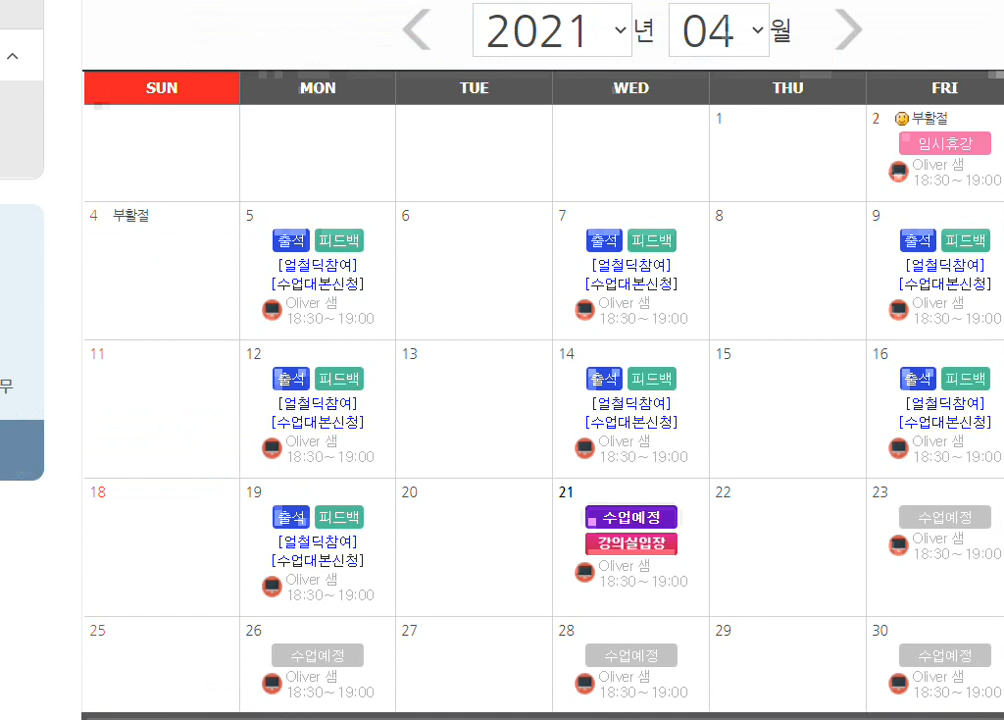 2021 년 04 월
SUN MON TUE WED THU FRI
1
2 부활절
임시휴강
Oliver 샘
18:30~19:00
4 부활절
5
출석 피드백
[얼철딕참여]
[수업대본신청]
Oliver 샘
18:30~19:00
6
7
출석 피드백
[얼철딕참여]
[수업대본신청]
Oliver 샘
18:30~19:00
8
9
출석 피드백
[얼철딕참여]
[수업대본신청]
Oliver 샘
18:30~19:00
11
12
출석 피드백
[얼철딕참여]
[수업대본신청]
Oliver 샘
18:30~19:00
13
14
출석 피드백
[얼철딕참여]
[수업대본신청]
Oliver 샘
18:30~19:00
15
16
출석 피드백
[얼철딕참여]
[수업대본신청]
Oliver 샘
18:30~19:00
무
18
19
출석 피드백
[얼철딕참여]
[수업대본신청]
Oliver 샘
18:30~19:00
20
21
수업예정
강의실입장
Oliver 샘
18:30~19:00
22
23
수업예정
Oliver 샘
18:30~19:00
25
26
수업예정
Oliver 샘
18:30~19:00
27
28
수업예정
Oliver 샘
18:30~19:00
29
30
수업예정
Oliver 샘
18:30~19:00